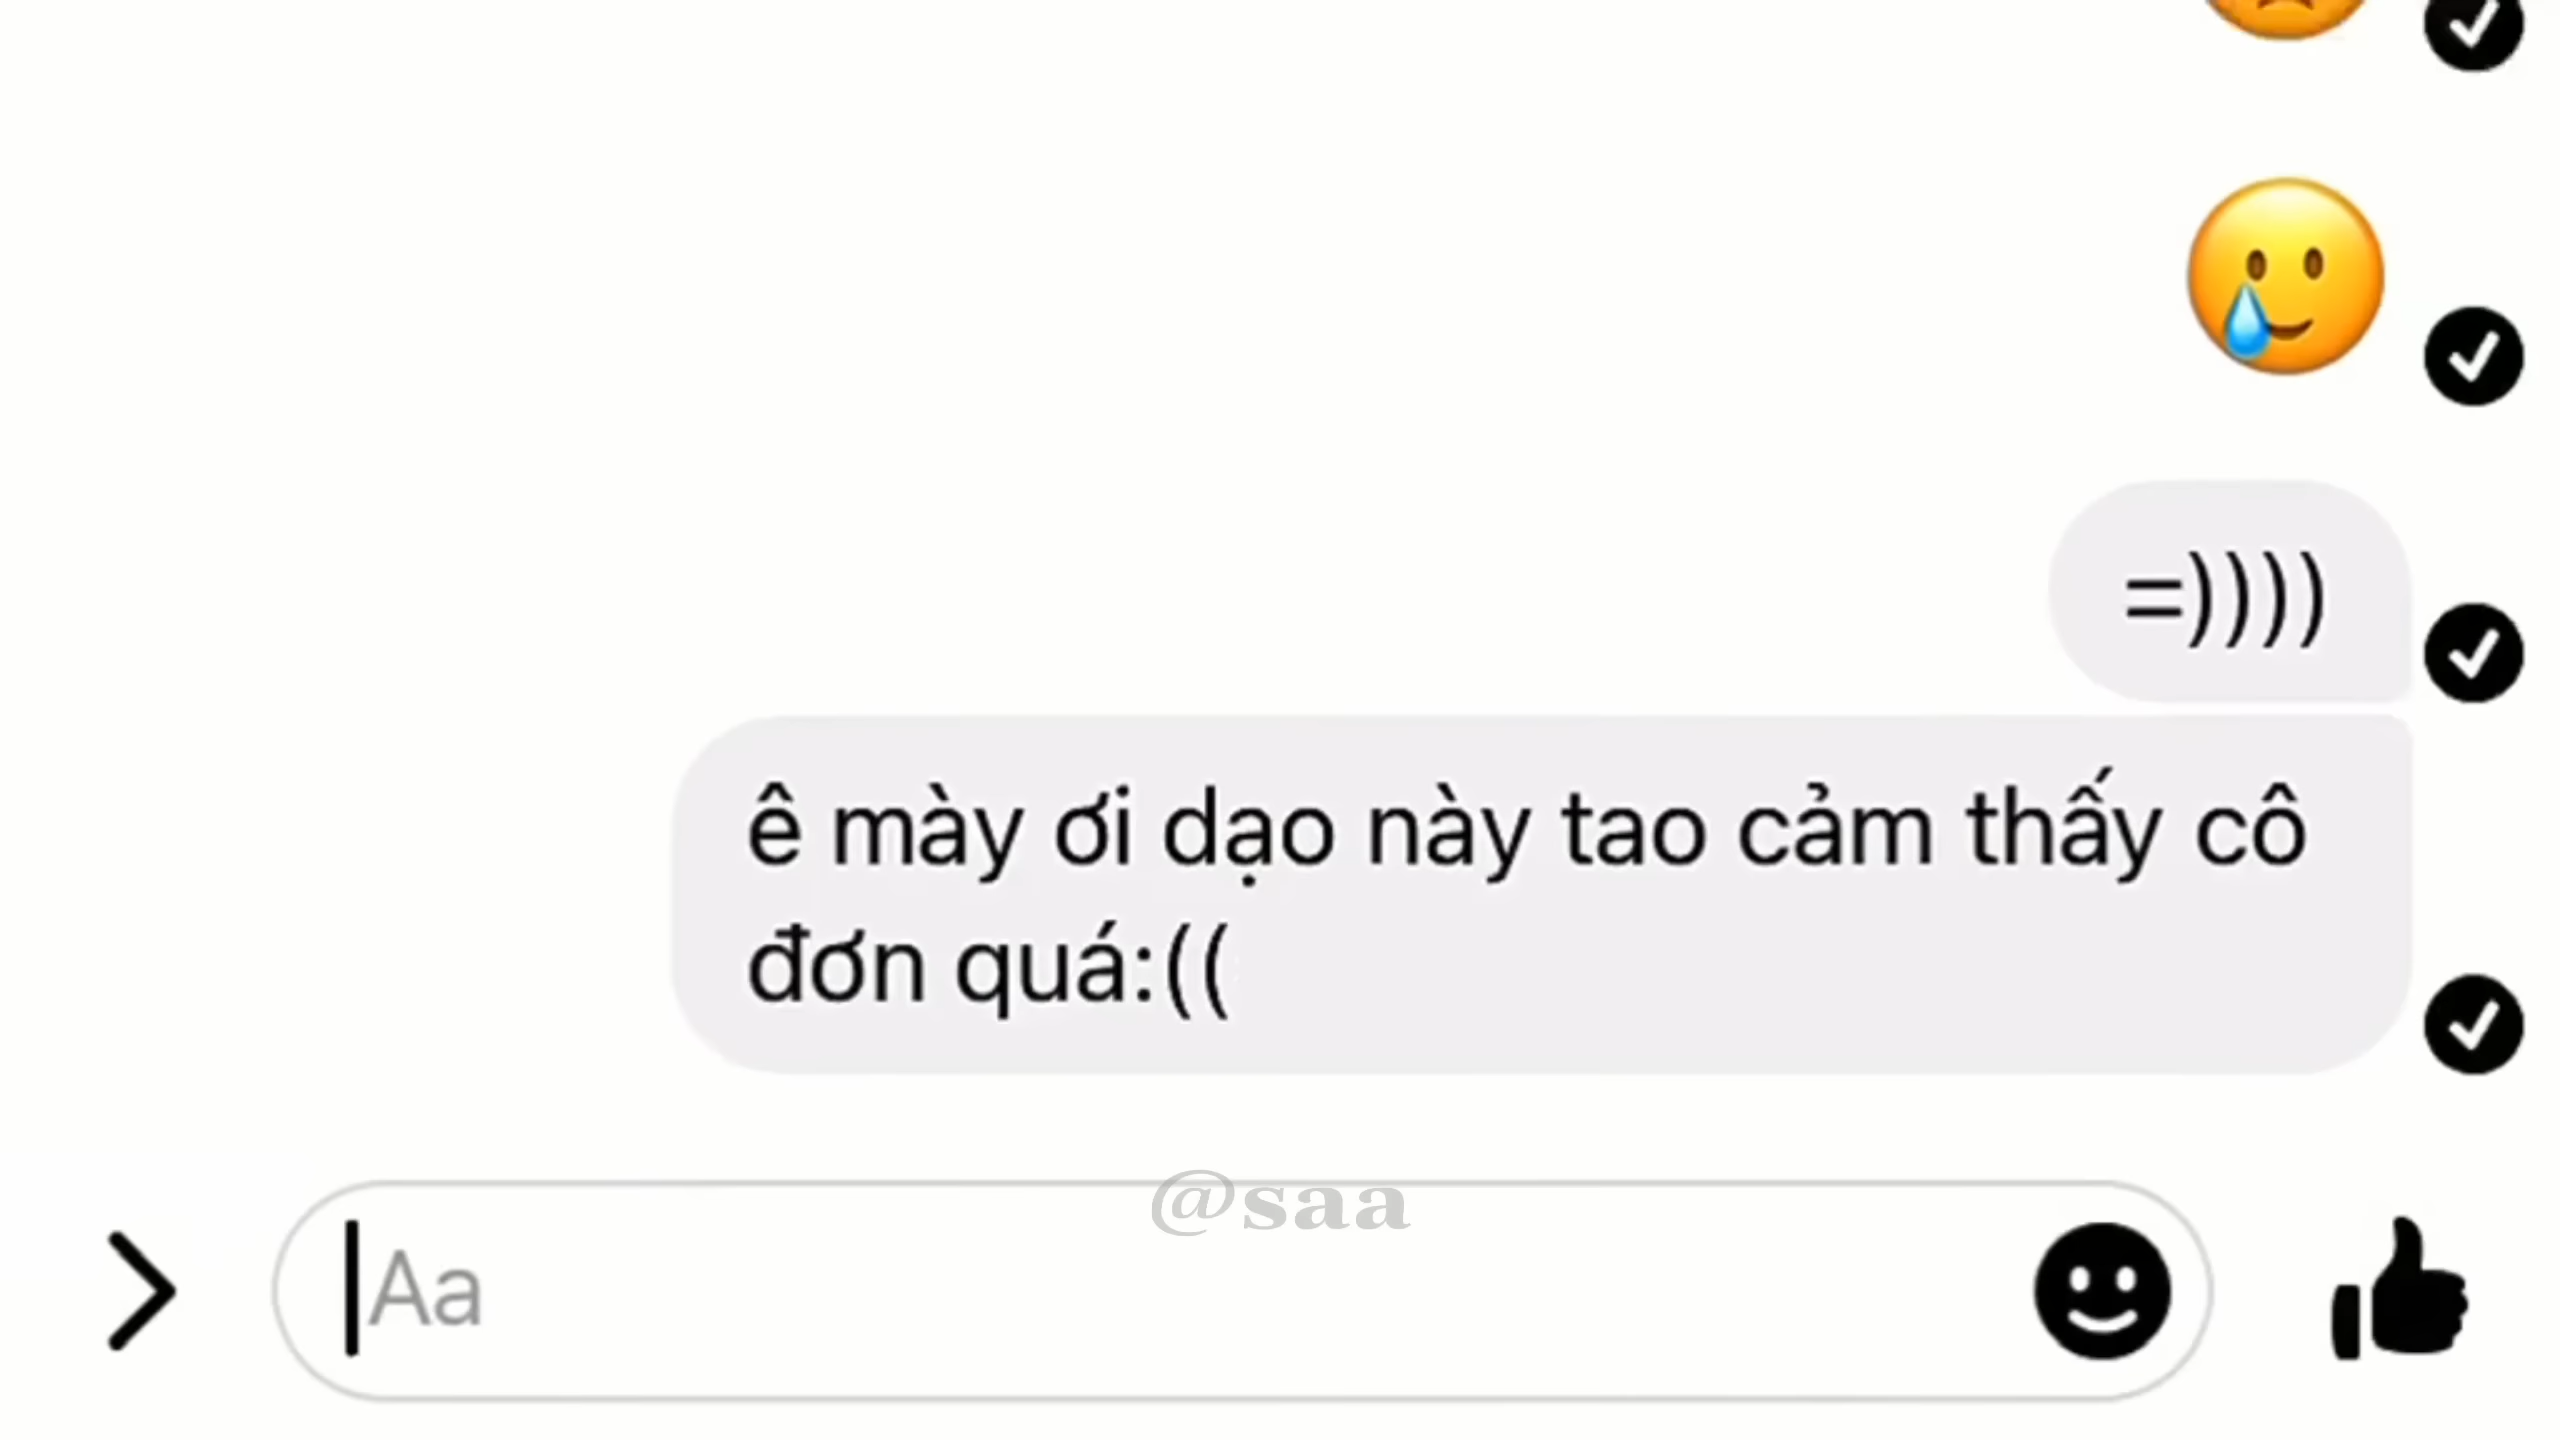 =))))
ê mày ơi dạo này tao cảm thấy cô
đơn quá:((
@saa
Aa